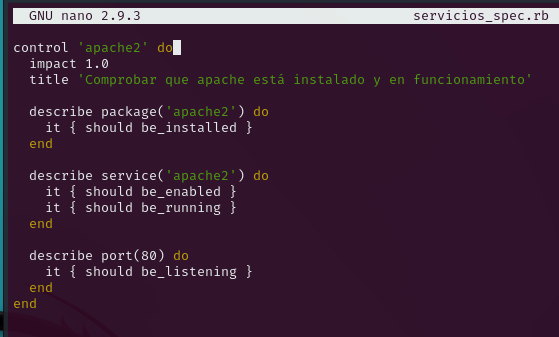 GNU nano 2.9.3 servicios_spec.rb
control 'apache2' do
  impact 1.0
  title 'Comprobar que apache está instalado y en funcionamiento'
  describe package('apache2') do
    it { should be_installed }
  end
  describe service('apache2') do
    it { should be_enabled }
    it { should be_running }
  end
  describe port(80) do
    it { should be_listening }
  end
end